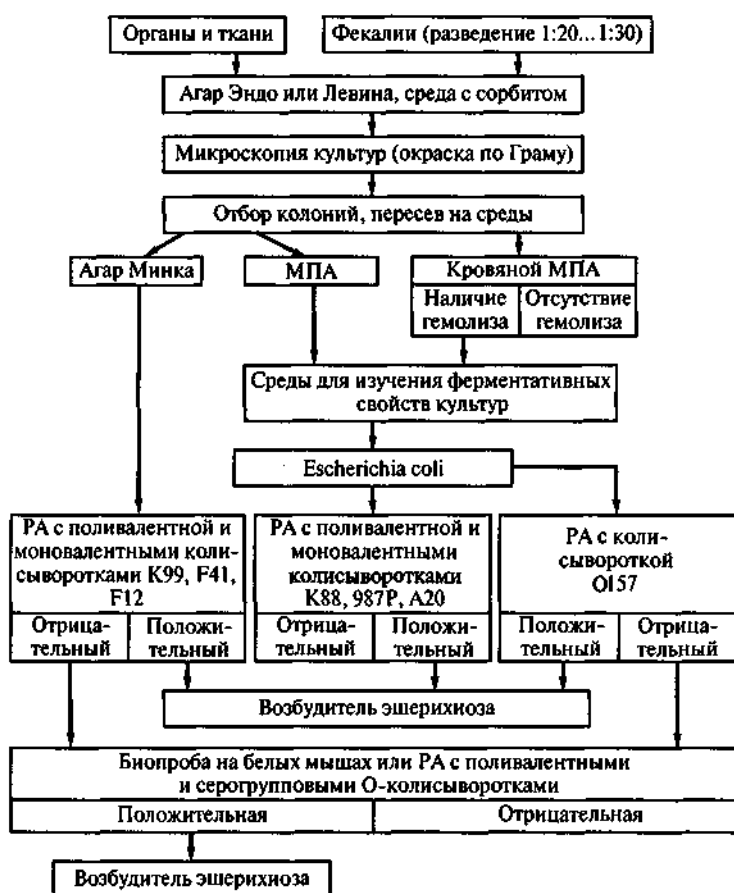 Органы и ткани
Фекалии (разведение 1:20... 1:30)
Агар Эндо или Левина, среда с сорбитом
Микроскопия культур (окраска по Граму)
Отбор колоний, пересев на среды
Агар Минка
МПА
Кровяной МПА
Наличие
гемолиза
Отсутствие
гемолиза
Среды для изучения ферментативных
свойств культур
Escherichia coli
РА с поливалентной и
моновалентными коли-
сыворотками K99, F41,
F12
Отрица-
тельный
Положи-
тельный
РА с поливалентной и
моновалентными
колисыворотками
K88, 987P, A20
Отрица-
тельный
Положи-
тельный
РА с коли-
сывороткой
O157
Положи-
тельный
Отрица-
тельный
Возбудитель эшерихиоза
Биопроба на белых мышах или РА с поливалентными
и серогрупповыми О-колисыворотками
Положительная
Отрицательная
Возбудитель эшерихиоза